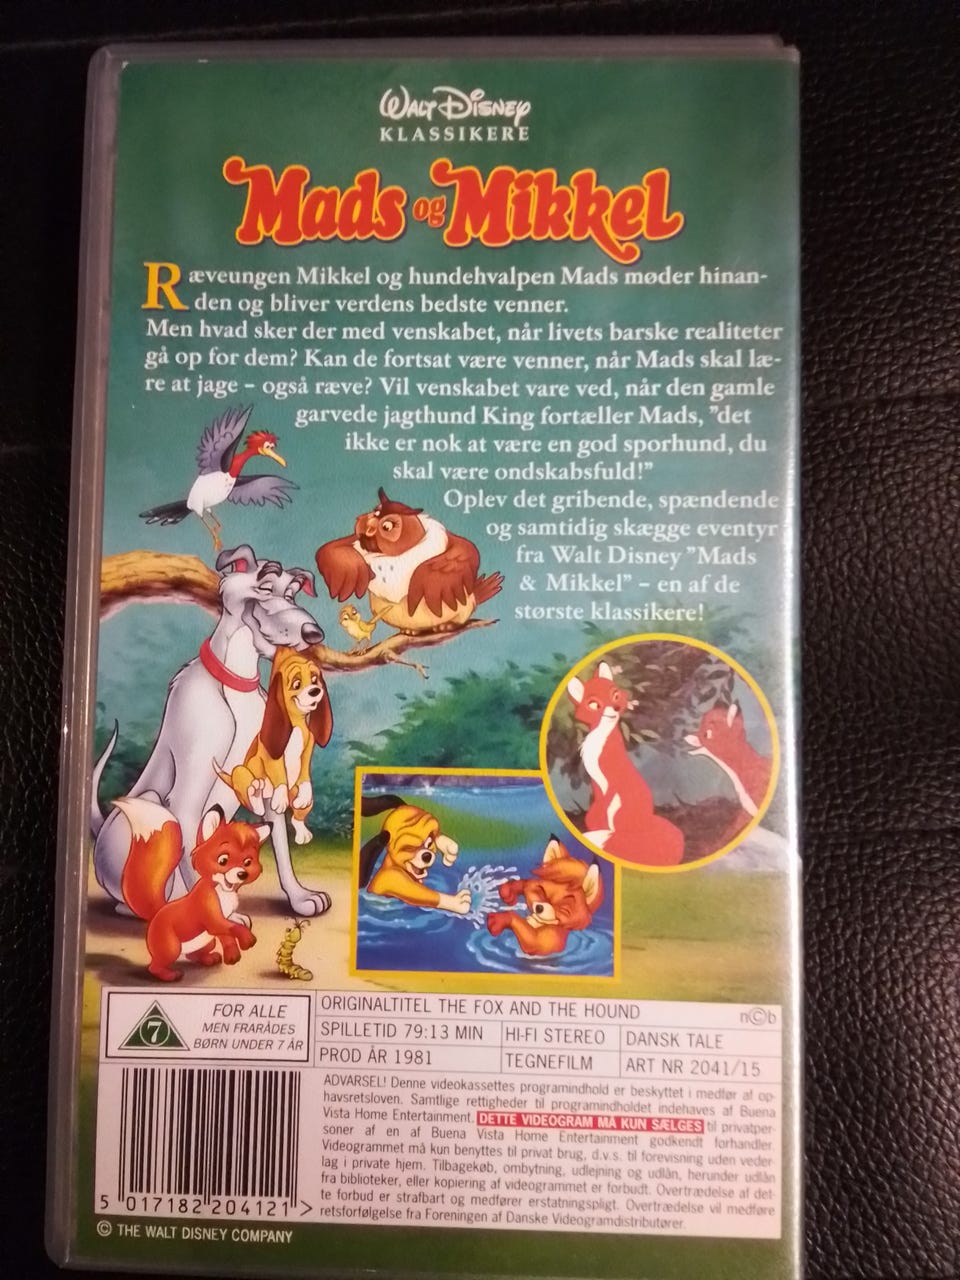 WALT DISNEY
KLASSIKERE
Mads og Mikkel
Ræveungen Mikkel og hundehvalpen Mads møder hinan-
den og bliver verdens bedste venner.
Men hvad sker der med venskabet, når livets barske realiteter
gå op for dem? Kan de fortsat være venner, når Mads skal læ-
re at jage – også ræve? Vil venskabet vare ved, når den gamle
garvede jagthund King fortæller Mads, ”det
ikke er nok at være en god sporhund, du
skal være ondskabsfuld!”
Oplev det gribende, spændende
og samtidig skægge eventyr
fra Walt Disney ”Mads
& Mikkel” – en af de
største klassikere!
7
FOR ALLE
MEN FRARÅDES
BØRN UNDER 7 ÅR
ORIGINALTITEL THE FOX AND THE HOUND
n©b
SPILLETID 79:13 MIN HI-FI STEREO DANSK TALE
PROD ÅR 1981 TEGNEFILM ART NR 2041/15
ADVARSEL! Denne videokassettes programindhold er beskyttet i medfør af op-
havsretsloven. Samtlige rettigheder til programindholdet indehaves af Buena
Vista Home Entertainment. DETTE VIDEOGRAM MÅ KUN SÆLGES til privatper-
soner af en af Buena Vista Home Entertainment godkendt forhandler.
Videogrammet må kun benyttes til privat brug, d.v.s. til forevisning uden veder-
lag i private hjem. Tilbagekøb, ombytning, udlejning og udlån, herunder udlån
fra biblioteker, eller kopiering af videogrammet er forbudt. Overtrædelse af det-
te forbud er strafbart og medfører erstatningspligt. Overtrædelse vil medføre
retsforfølgelse fra Foreningen af Danske Videogramdistributører.
5 017182 204121 >
© THE WALT DISNEY COMPANY